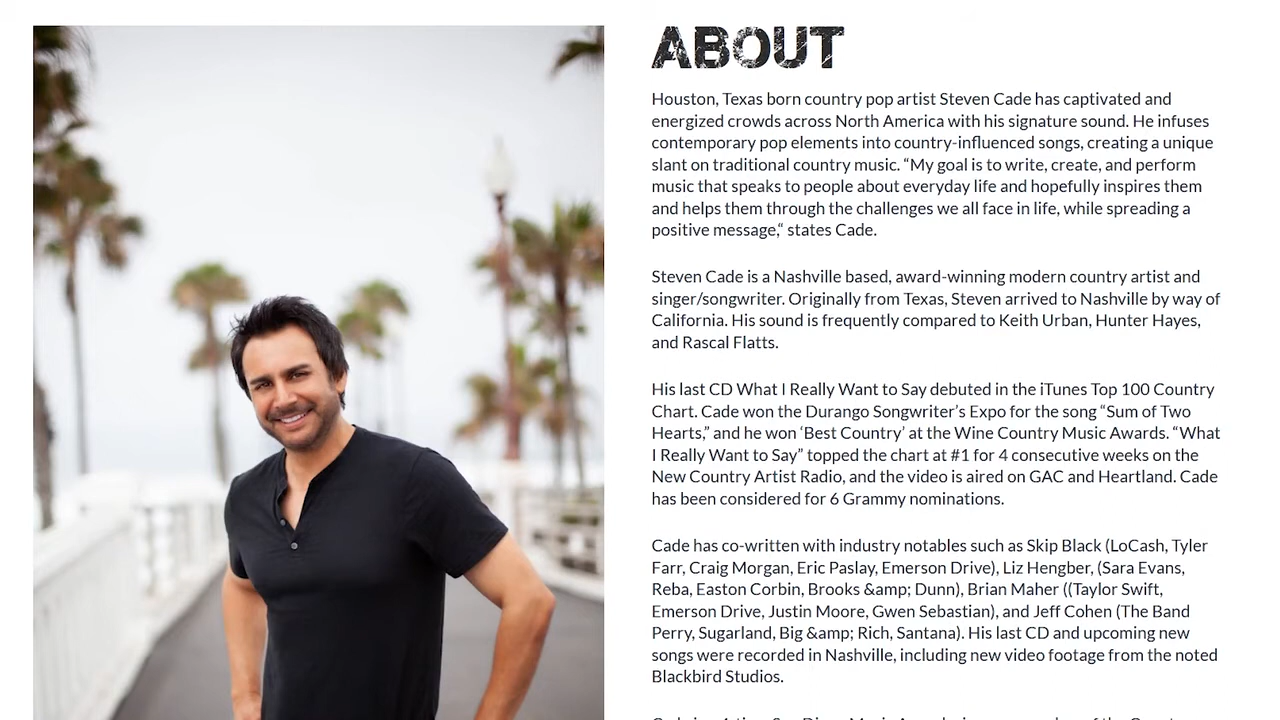 ABOUT
Houston, Texas born country pop artist Steven Cade has captivated and
energized crowds across North America with his signature sound. He infuses
contemporary pop elements into country-influenced songs, creating a unique
slant on traditional country music. “My goal is to write, create, and perform
music that speaks to people about everyday life and hopefully inspires them
and helps them through the challenges we all face in life, while spreading a
positive message,“ states Cade.
Steven Cade is a Nashville based, award-winning modern country artist and
singer/songwriter. Originally from Texas, Steven arrived to Nashville by way of
California. His sound is frequently compared to Keith Urban, Hunter Hayes,
and Rascal Flatts.
His last CD What I Really Want to Say debuted in the iTunes Top 100 Country
Chart. Cade won the Durango Songwriter’s Expo for the song “Sum of Two
Hearts,” and he won ‘Best Country’ at the Wine Country Music Awards. “What
I Really Want to Say” topped the chart at #1 for 4 consecutive weeks on the
New Country Artist Radio, and the video is aired on GAC and Heartland. Cade
has been considered for 6 Grammy nominations.
Cade has co-written with industry notables such as Skip Black (LoCash, Tyler
Farr, Craig Morgan, Eric Paslay, Emerson Drive), Liz Hengber, (Sara Evans,
Reba, Easton Corbin, Brooks &amp; Dunn), Brian Maher ((Taylor Swift,
Emerson Drive, Justin Moore, Gwen Sebastian), and Jeff Cohen (The Band
Perry, Sugarland, Big &amp; Rich, Santana). His last CD and upcoming new
songs were recorded in Nashville, including new video footage from the noted
Blackbird Studios.